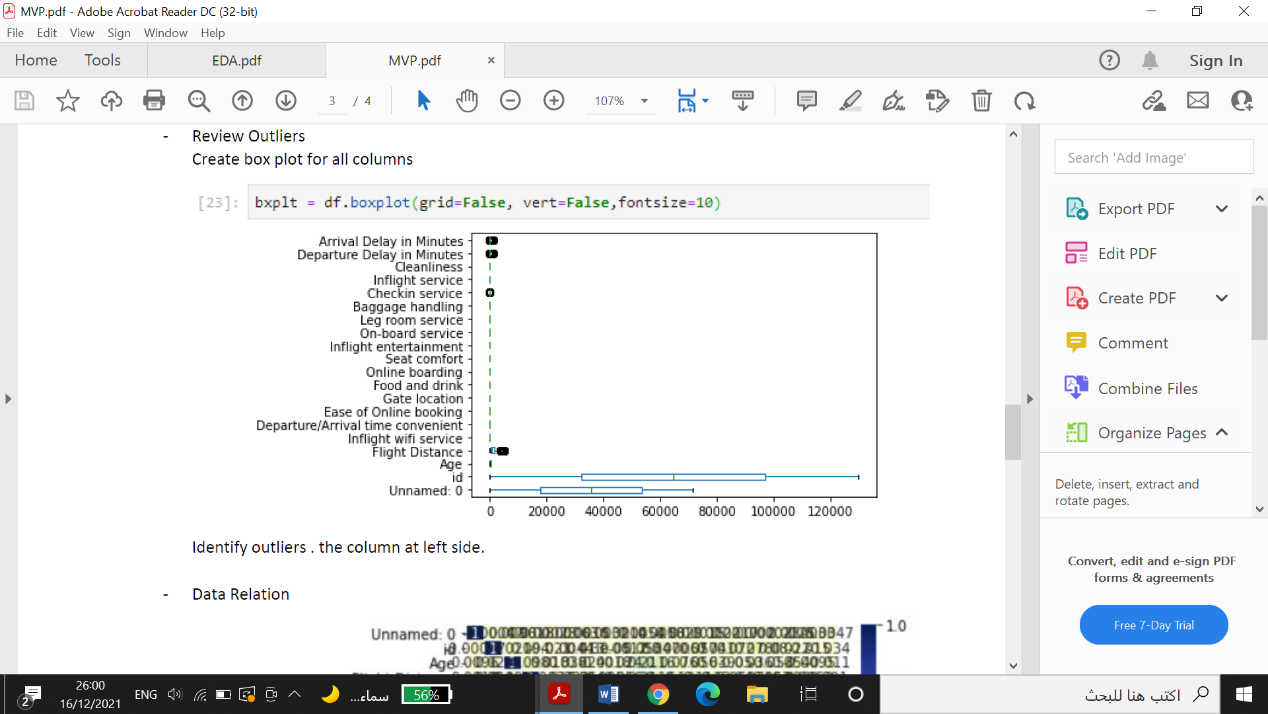 MVP.pdf - Adobe Acrobat Reader DC (32-bit)
File Edit View Sign Window Help
Home Tools EDA.pdf MVP.pdf × Sign In
3 / 4 107%
- Review Outliers
Create box plot for all columns
[23]: bxplt = df.boxplot(grid=False, vert=False,fontsize=10)
Arrival Delay in Minutes
Departure Delay in Minutes
Cleanliness
Inflight service
Checkin service
Baggage handling
Leg room service
On-board service
Inflight entertainment
Seat comfort
Online boarding
Food and drink
Gate location
Ease of Online booking
Departure/Arrival time convenient
Inflight wifi service
Flight Distance
Age
id
Unnamed: 0
0 20000 40000 60000 80000 100000 120000
Identify outliers . the column at left side.
- Data Relation
Unnamed: 0
1.0
id
Age
Search 'Add Image'
Export PDF
Edit PDF
Create PDF
Comment
Combine Files
Organize Pages
Delete, insert, extract and
rotate pages.
Convert, edit and e-sign PDF
forms & agreements
Free 7-Day Trial
2
26:00
16/12/2021
ENG
سماء...
56%
اكتب هنا للبحث